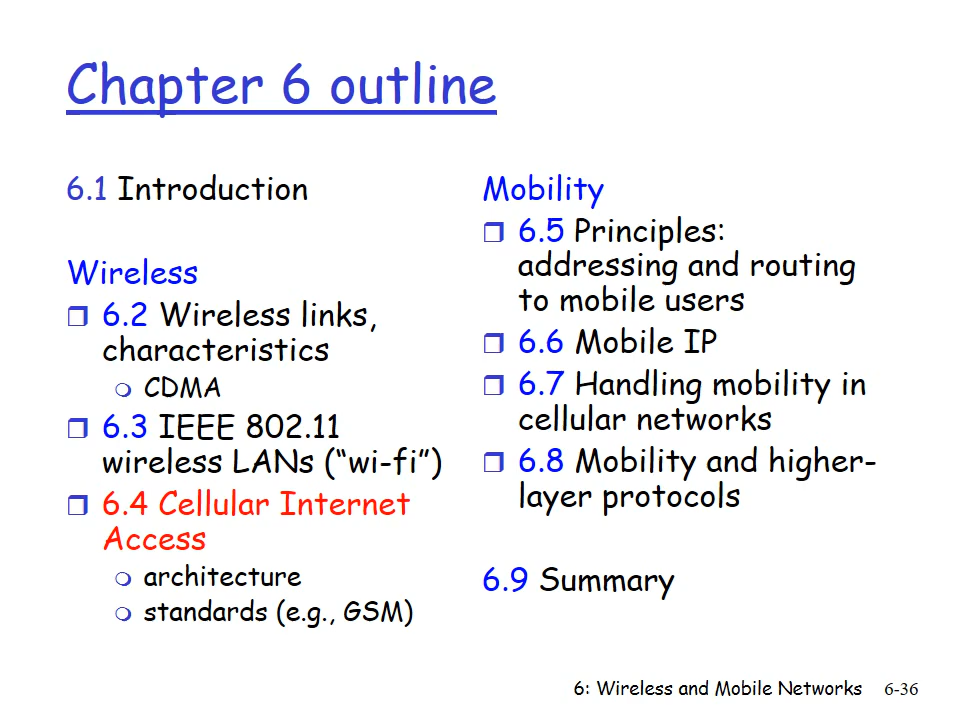 Chapter 6 outline
6.1 Introduction
Wireless
6.2 Wireless links,
characteristics
CDMA
6.3 IEEE 802.11
wireless LANs (“wi-fi”)
6.4 Cellular Internet
Access
architecture
standards (e.g., GSM)
Mobility
6.5 Principles:
addressing and routing
to mobile users
6.6 Mobile IP
6.7 Handling mobility in
cellular networks
6.8 Mobility and higher-
layer protocols
6.9 Summary
6: Wireless and Mobile Networks 6-36